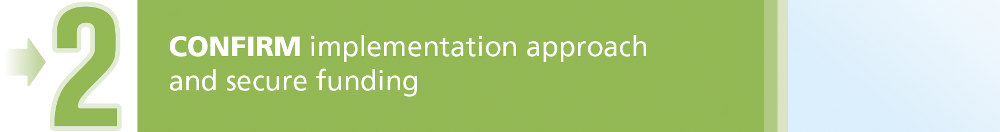 2
CONFIRM implementation approach
and secure funding